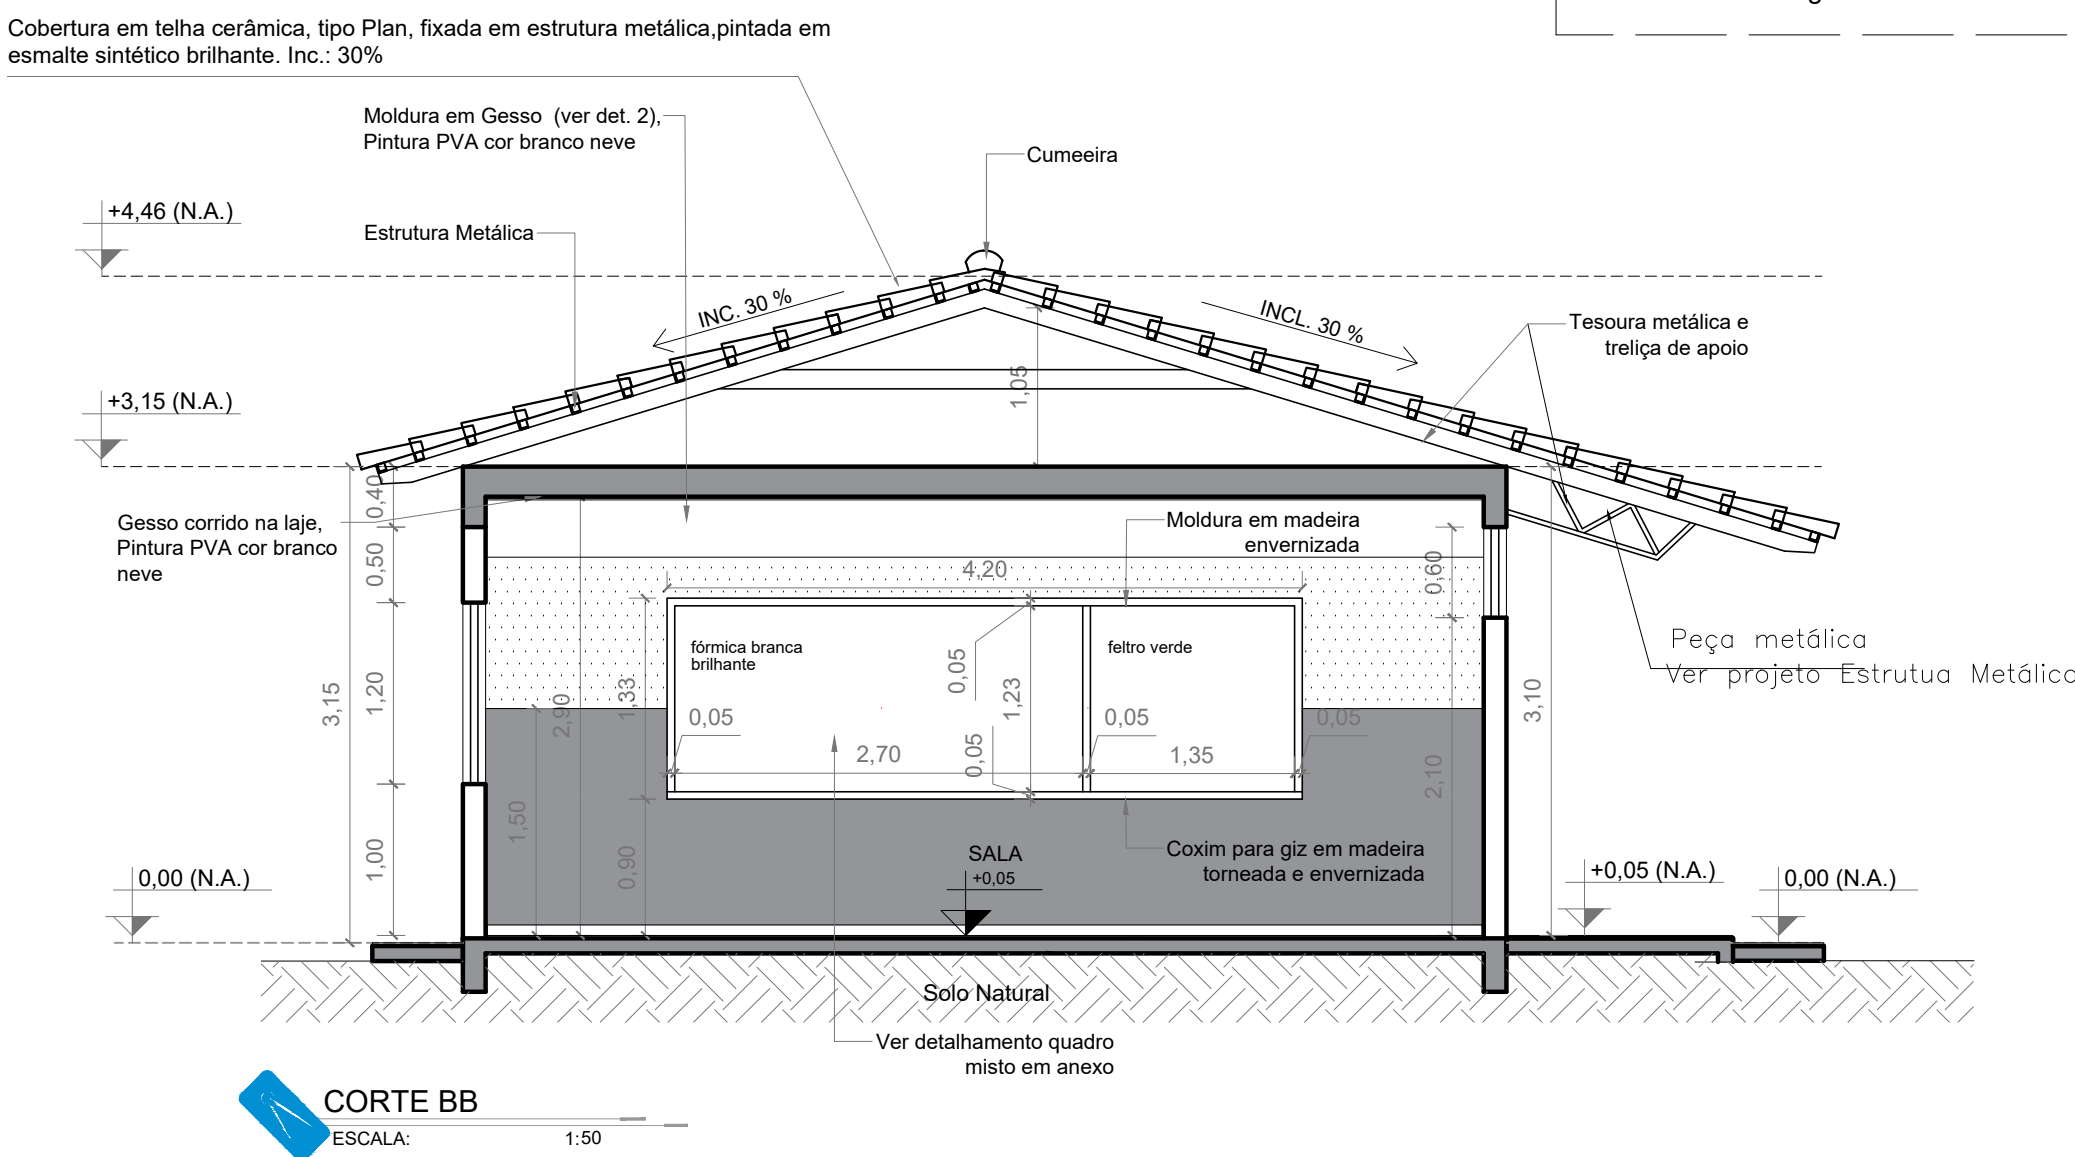 Cobertura em telha cerâmica, tipo Plan, fixada em estrutura metálica,pintada em
esmalte sintético brilhante. Inc.: 30%
Moldura em Gesso (ver det. 2),
Pintura PVA cor branco neve
Cumeeira
+4,46 (N.A.)
Estrutura Metálica
INC. 30 %
INCL. 30 %
Tesoura metálica e
treliça de apoio
1,05
+3,15 (N.A.)
0,40
Gesso corrido na laje,
Pintura PVA cor branco
neve
0,50
Moldura em madeira
envernizada
4,20
0,60
fórmica branca
brilhante
feltro verde
Peça metálica
Ver projeto Estrutua Metálica
3,15
1,20
2,90
1,33
0,05
1,23
0,05
0,05
0,05
3,10
2,70
0,05
1,35
2,10
1,50
1,00
0,90
SALA
+0,05
Coxim para giz em madeira
torneada e envernizada
0,00 (N.A.)
+0,05 (N.A.)
0,00 (N.A.)
Solo Natural
Ver detalhamento quadro
misto em anexo
CORTE BB
ESCALA: 1:50